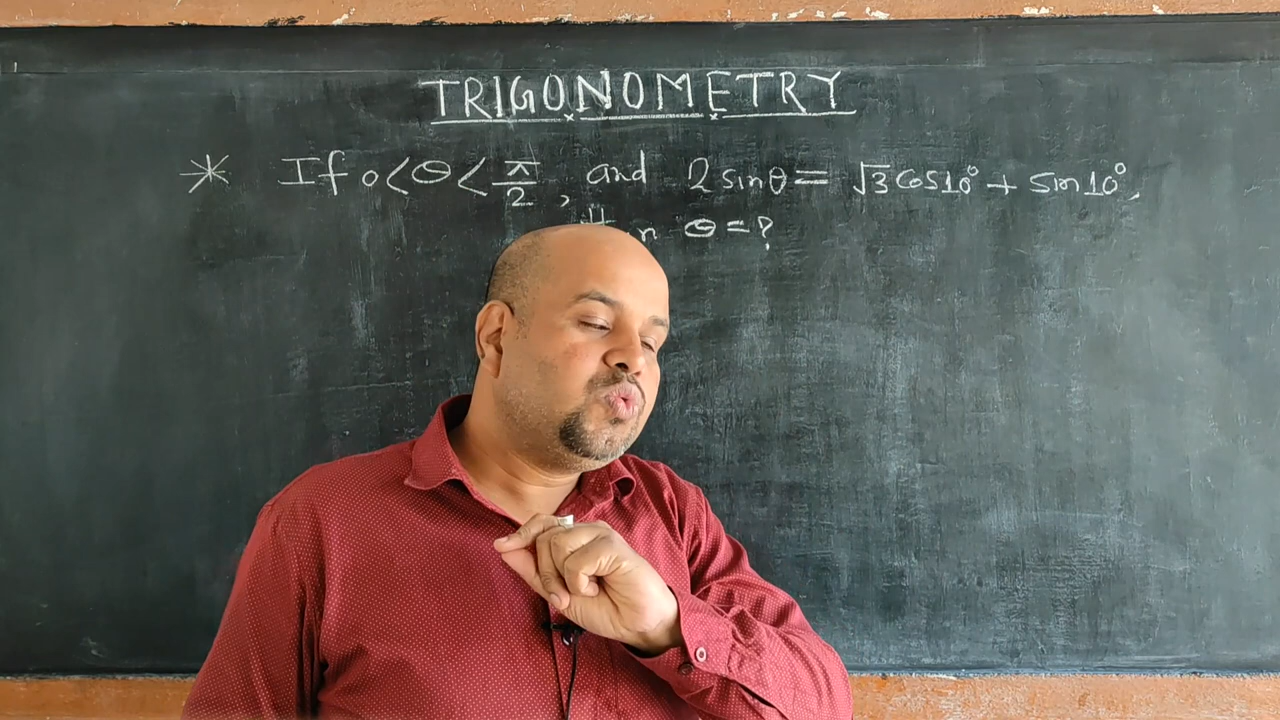 TRIGONOMETRY
* If 0<θ<π/2, and 2 sinθ = √3 cos10° + sin10°,
θ=?